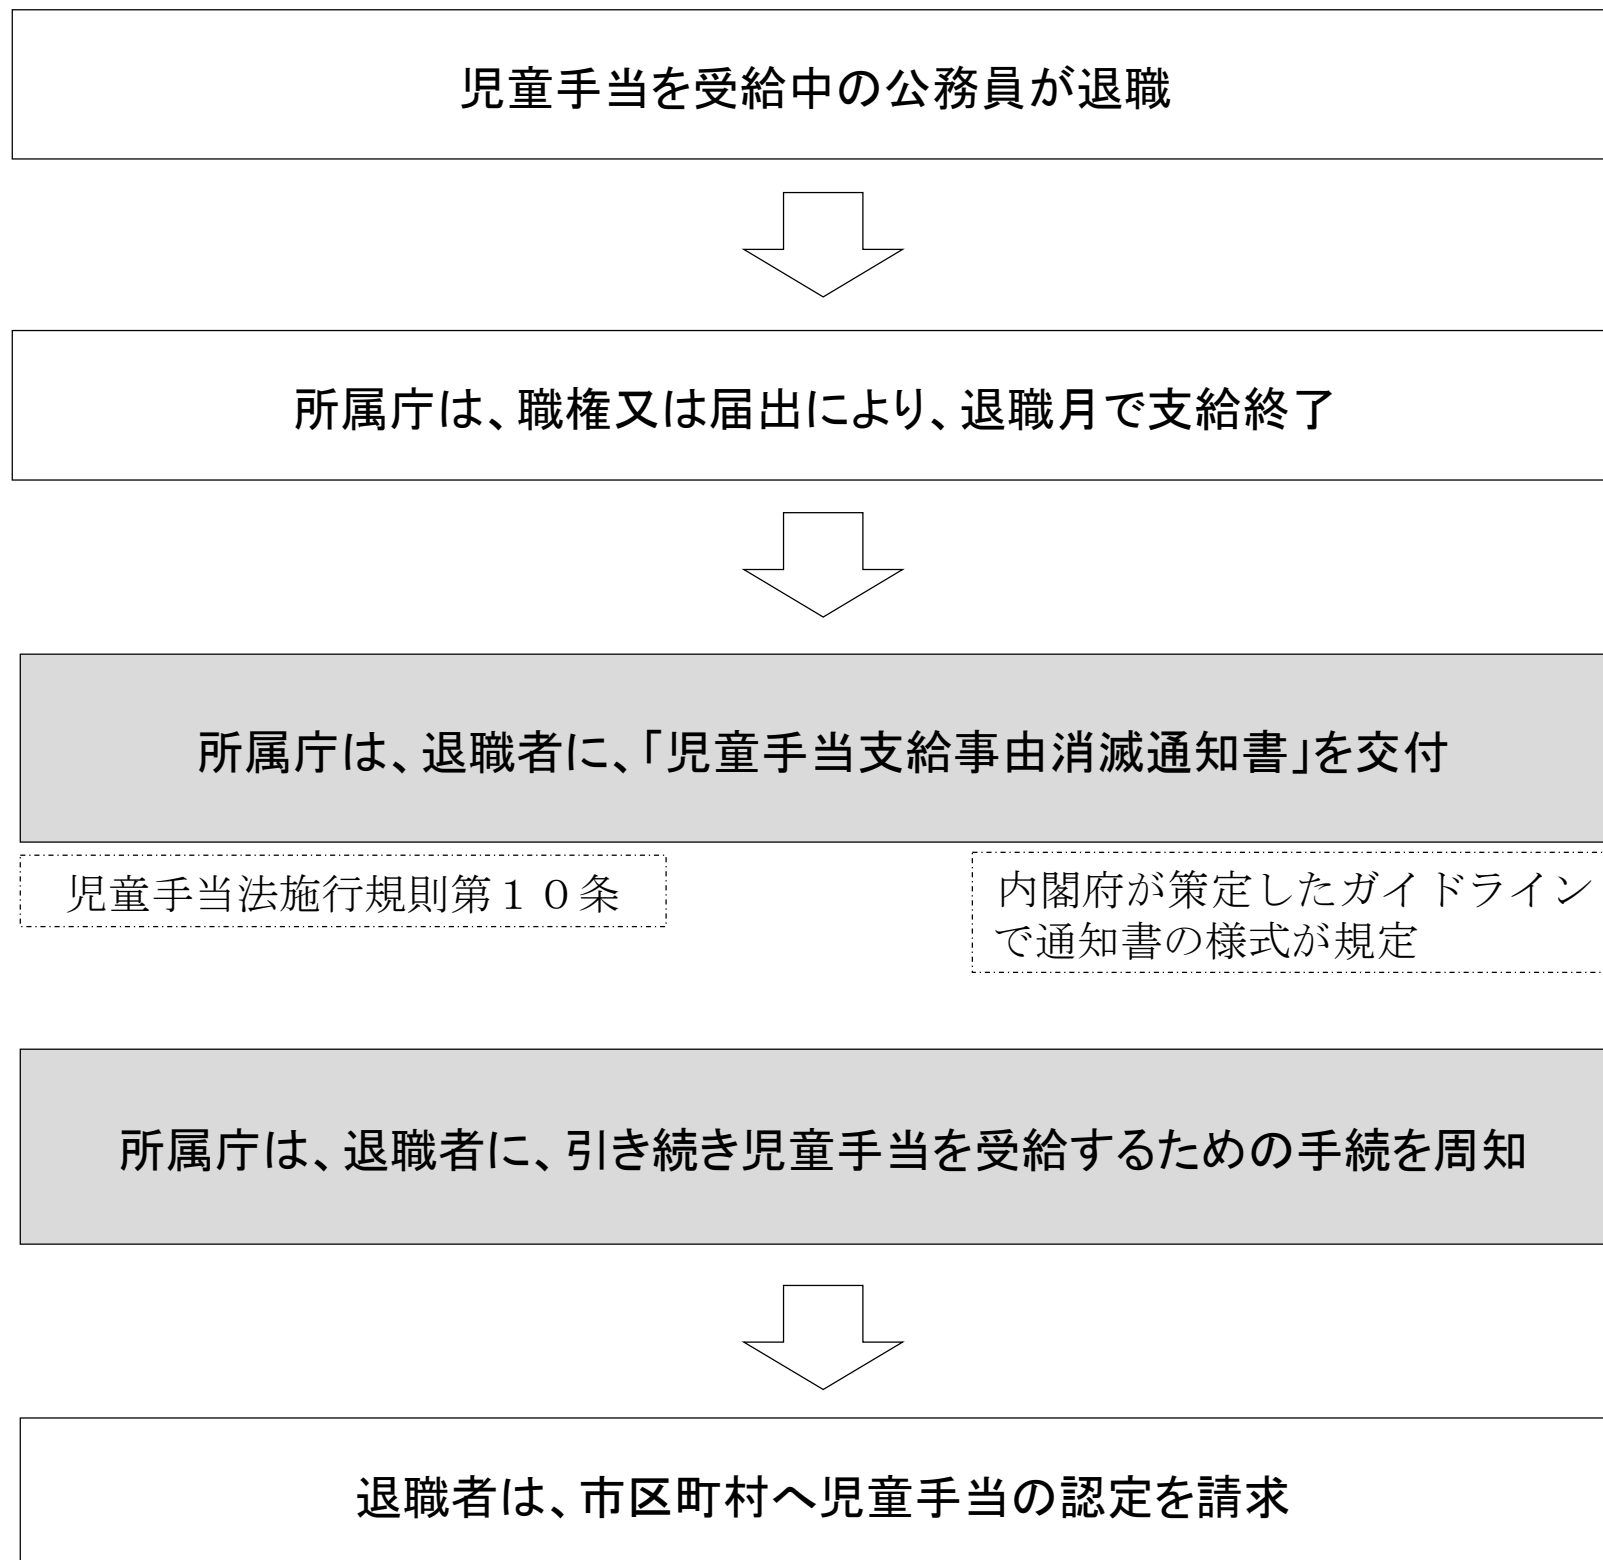 児童手当を受給中の公務員が退職
所属庁は、職権又は届出により、退職月で支給終了
所属庁は、退職者に、「児童手当支給事由消滅通知書」を交付
児童手当法施行規則第１０条
内閣府が策定したガイドライン
で通知書の様式が規定
所属庁は、退職者に、引き続き児童手当を受給するための手続を周知
退職者は、市区町村へ児童手当の認定を請求